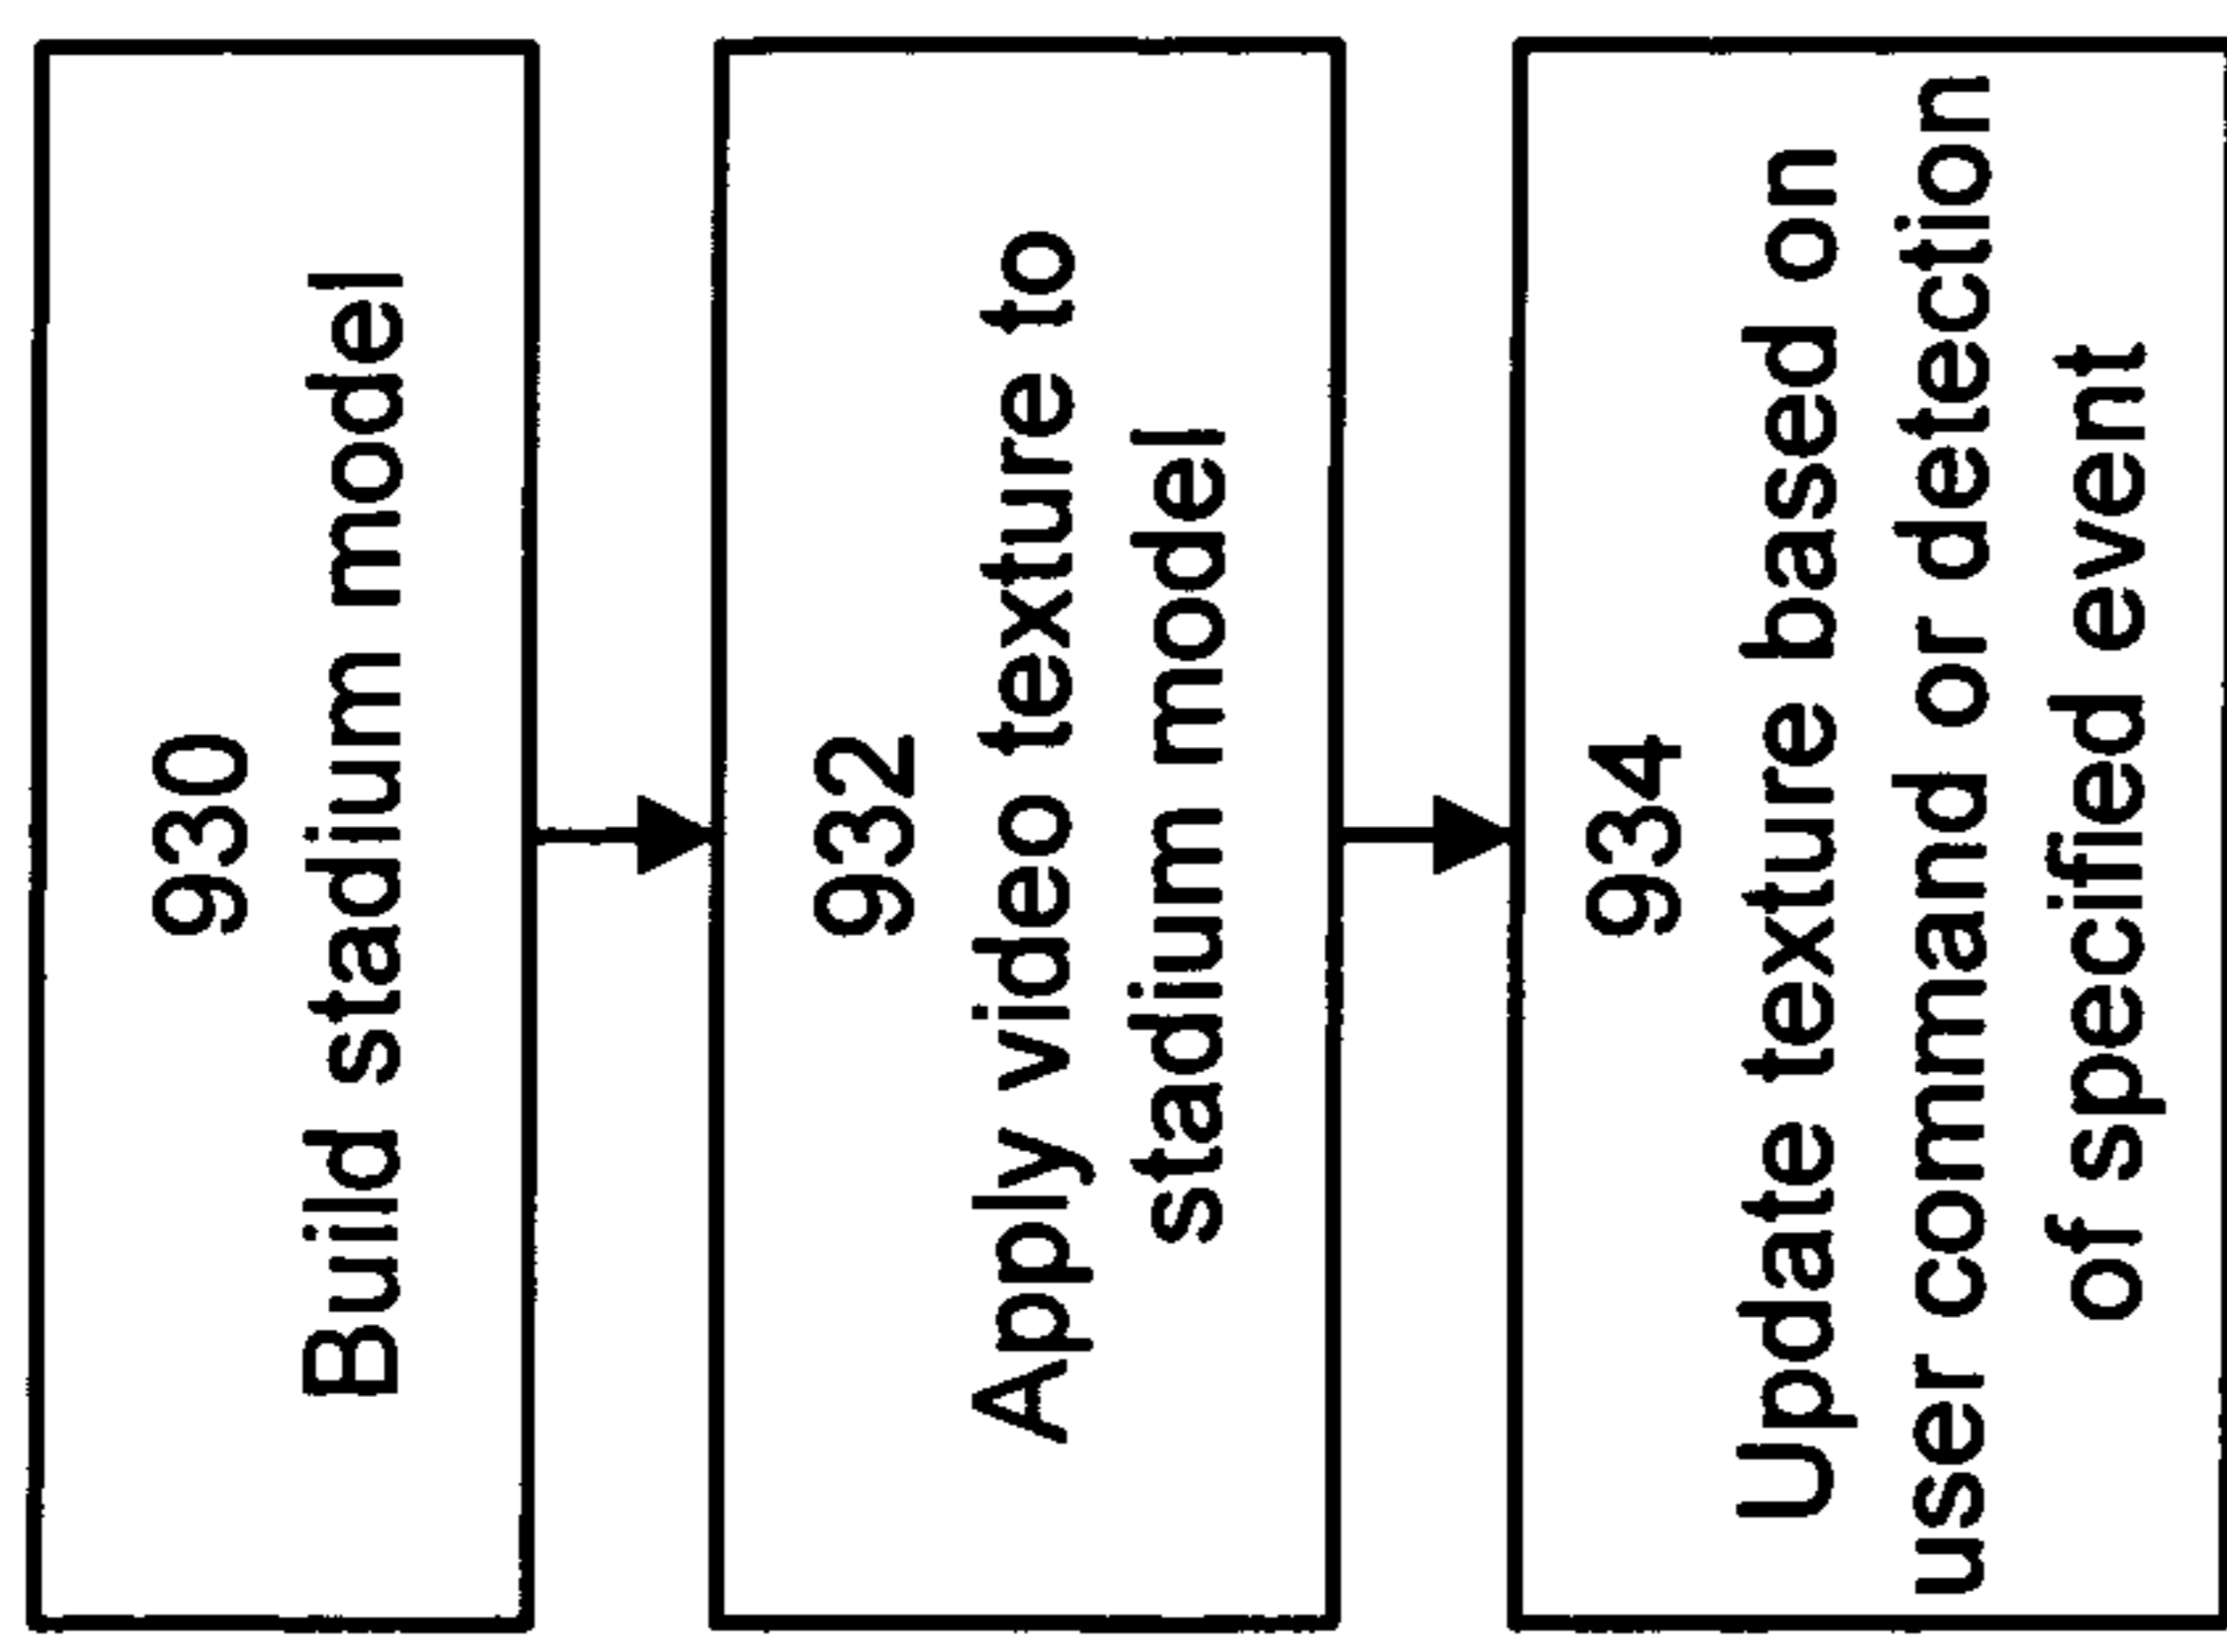 930
Build stadium model
932
Apply video texture to
stadium model
934
Update texture based on
user command or detection
of specified event